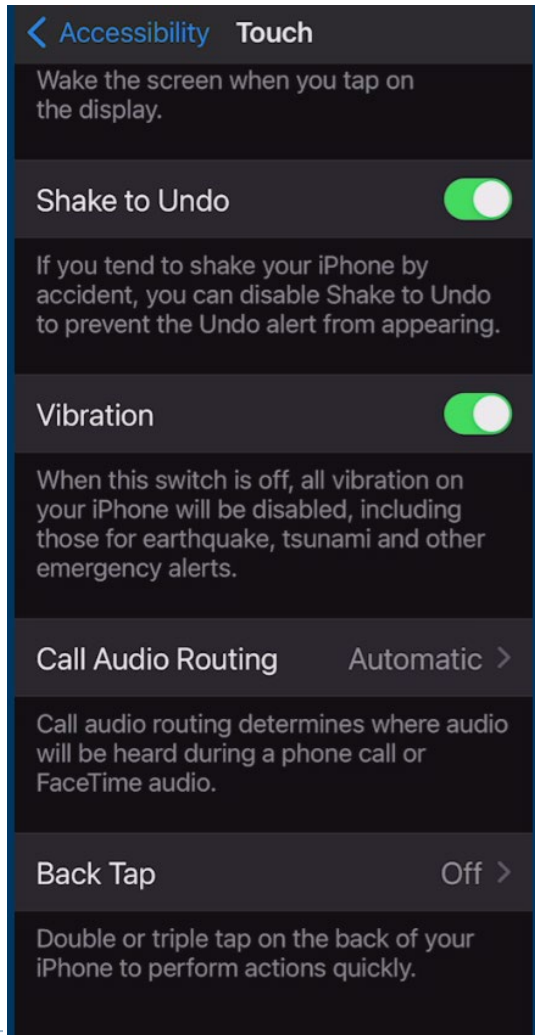 Accessibility Touch
Wake the screen when you tap on
the display.
Shake to Undo
If you tend to shake your iPhone by
accident, you can disable Shake to Undo
to prevent the Undo alert from appearing.
Vibration
When this switch is off, all vibration on
your iPhone will be disabled, including
those for earthquake, tsunami and other
emergency alerts.
Call Audio Routing Automatic
Call audio routing determines where audio
will be heard during a phone call or
FaceTime audio.
Back Tap Off
Double or triple tap on the back of your
iPhone to perform actions quickly.